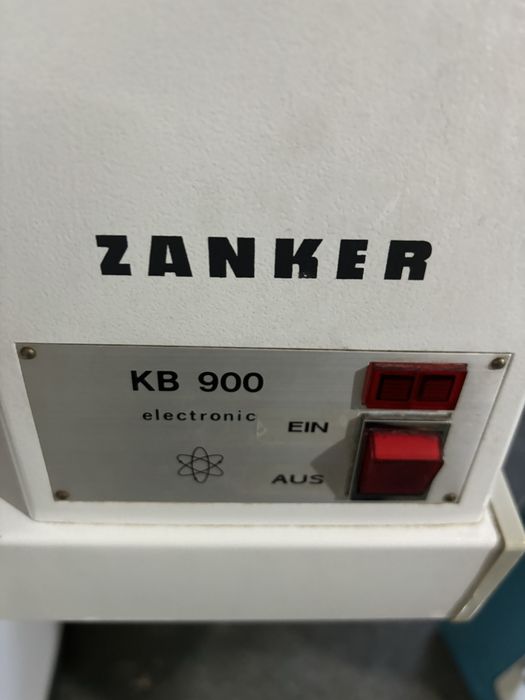 ZANKER
KB 900
electronic
EIN
AUS